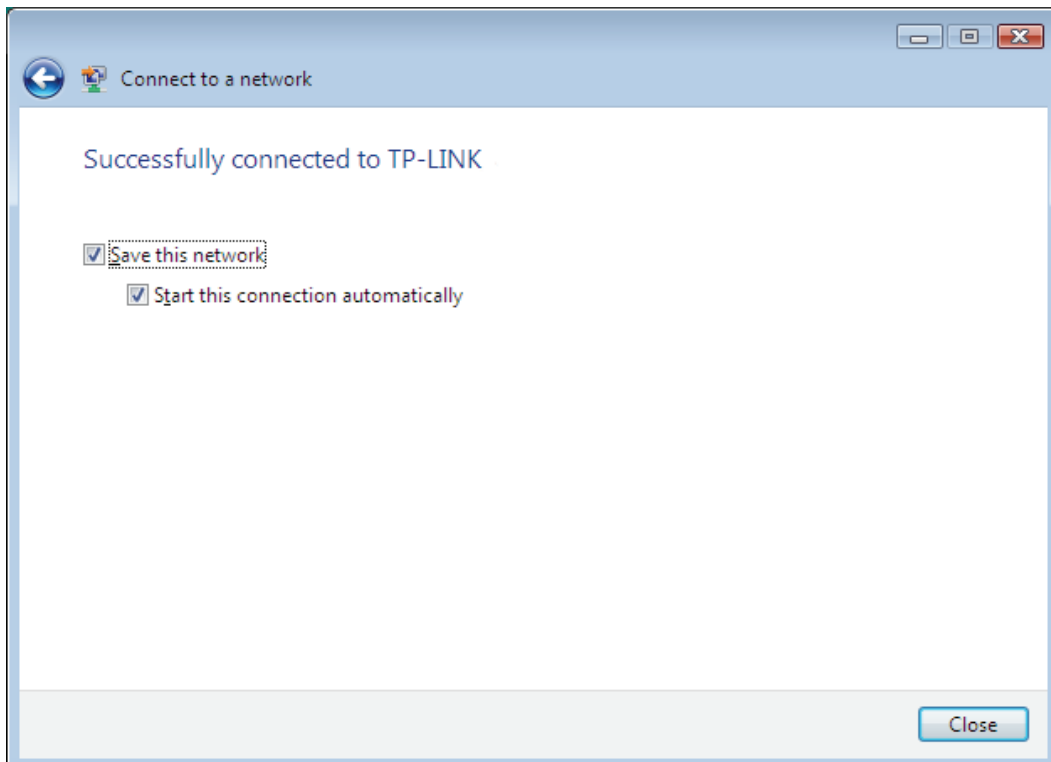 Connect to a network
Successfully connected to TP-LINK
Save this network
Start this connection automatically
Close